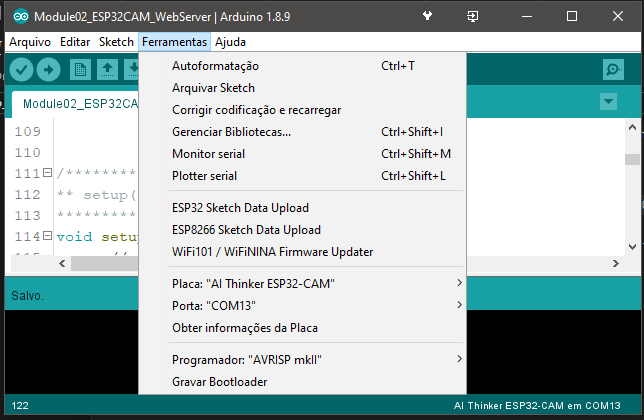 Module02_ESP32CAM_WebServer | Arduino 1.8.9
Arquivo Editar Sketch Ferramentas Ajuda
Autoformatação Ctrl+T
Arquivar Sketch
Corrigir codificação e recarregar
Gerenciar Bibliotecas... Ctrl+Shift+I
Monitor serial Ctrl+Shift+M
Plotter serial Ctrl+Shift+L
ESP32 Sketch Data Upload
ESP8266 Sketch Data Upload
WiFi101 / WiFiNINA Firmware Updater
Placa: "AI Thinker ESP32-CAM"
Porta: "COM13"
Obter informações da Placa
Programador: "AVRISP mkII"
Gravar Bootloader
Module02_ESP32CA
109
110
111 /********
112 ** setup(
113 *********
114 void setup
115 //
Salvo.
122 AI Thinker ESP32-CAM em COM13